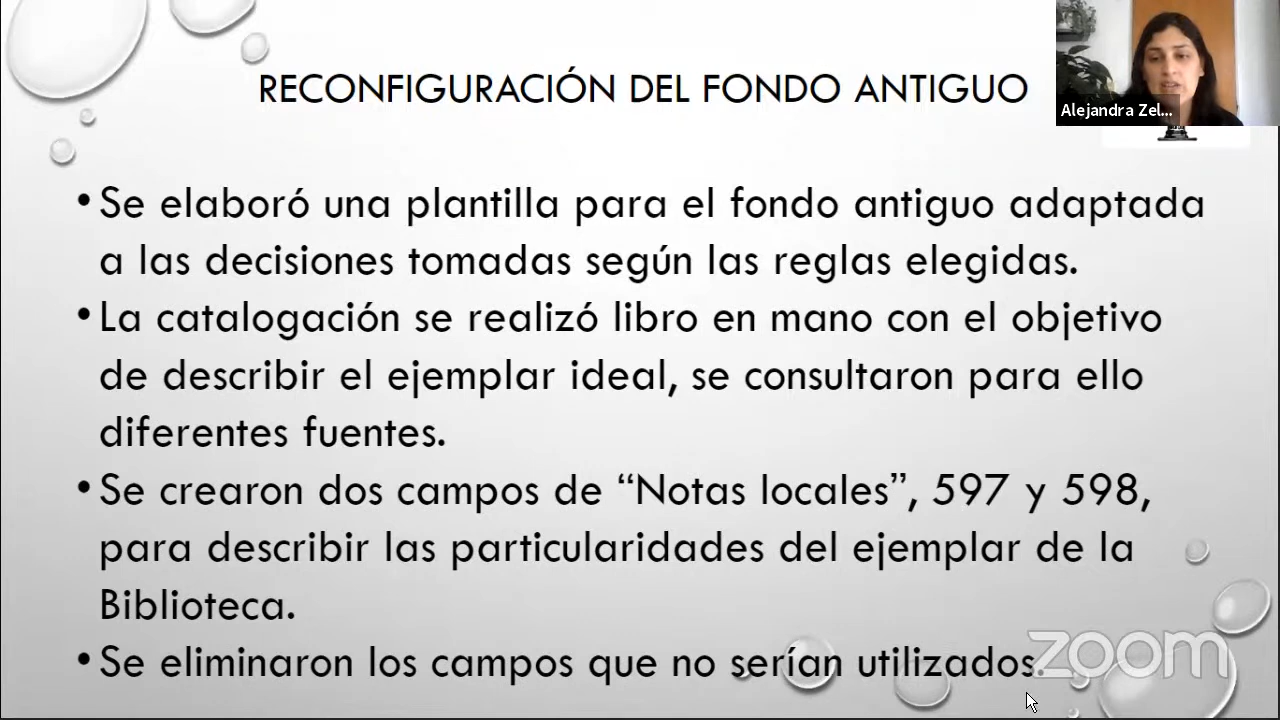 RECONFIGURACIÓN DEL FONDO ANTIGUO
Alejandra Zel...
• Se elaboró una plantilla para el fondo antiguo adaptada
a las decisiones tomadas según las reglas elegidas.
• La catalogación se realizó libro en mano con el objetivo
de describir el ejemplar ideal, se consultaron para ello
diferentes fuentes.
• Se crearon dos campos de “Notas locales”, 597 y 598,
para describir las particularidades del ejemplar de la
Biblioteca.
• Se eliminaron los campos que no serían utilizados.
zoom